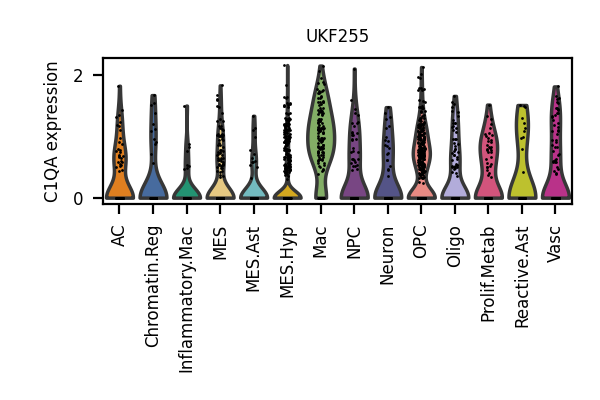 UKF255
C1QA expression
2
0
AC
Chromatin.Reg
Inflammatory.Mac
MES
MES.Ast
MES.Hyp
Mac
NPC
Neuron
OPC
Oligo
Prolif.Metab
Reactive.Ast
Vasc